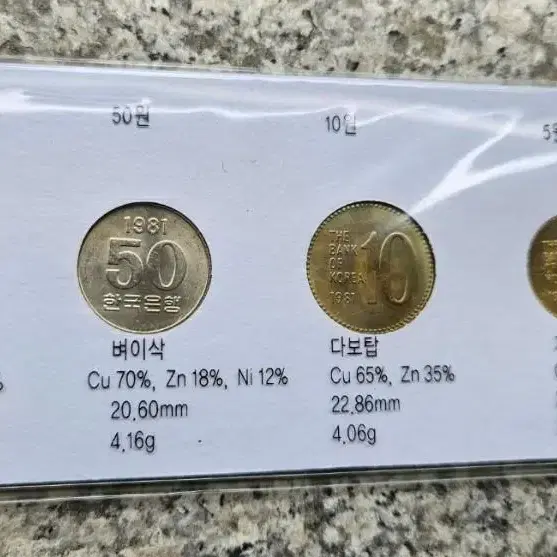 50원
1981
50
한국은행
벼이삭
Cu 70%, Zn 18%, Ni 12%
20.60mm
4.16g
10원
THE
BANK
OF
KOREA
1981
10
다보탑
Cu 65%, Zn 35%
22.86mm
4.06g